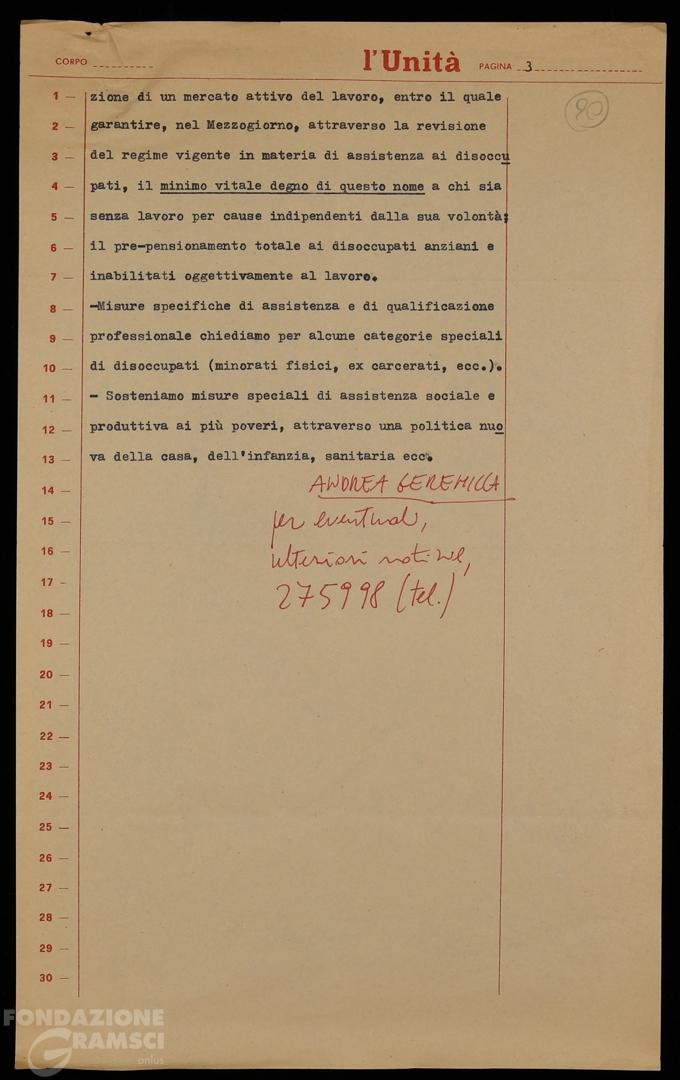 CORPO l'Unità PAGINA 3
90
1 — zione di un mercato attivo del lavoro, entro il quale
2 — garantire, nel Mezzogiorno, attraverso la revisione
3 — del regime vigente in materia di assistenza ai disoccu
4 — pati, il minimo vitale degno di questo nome a chi sia
5 — senza lavoro per cause indipendenti dalla sua volontà;
6 — il pre-pensionamento totale ai disoccupati anziani e
7 — inabilitati oggettivamente al lavoro.
8 — -Misure specifiche di assistenza e di qualificazione
9 — professionale chiediamo per alcune categorie speciali
10 — di disoccupati (minorati fisici, ex carcerati, ecc.).
11 — - Sosteniamo misure speciali di assistenza sociale e
12 — produttiva ai più poveri, attraverso una politica nuo
13 — va della casa, dell'infanzia, sanitaria ecc.
14 — ANDREA GEREMICCA
15 — per eventuali,
16 — ulteriori notizie,
17 - 275998 (tel.)
18 —
19 —
20 —
21 —
22 —
23 —
24 —
25 —
26 —
27 —
28 —
29 —
30 —
FONDAZIONE
GRAMSCI
onlus